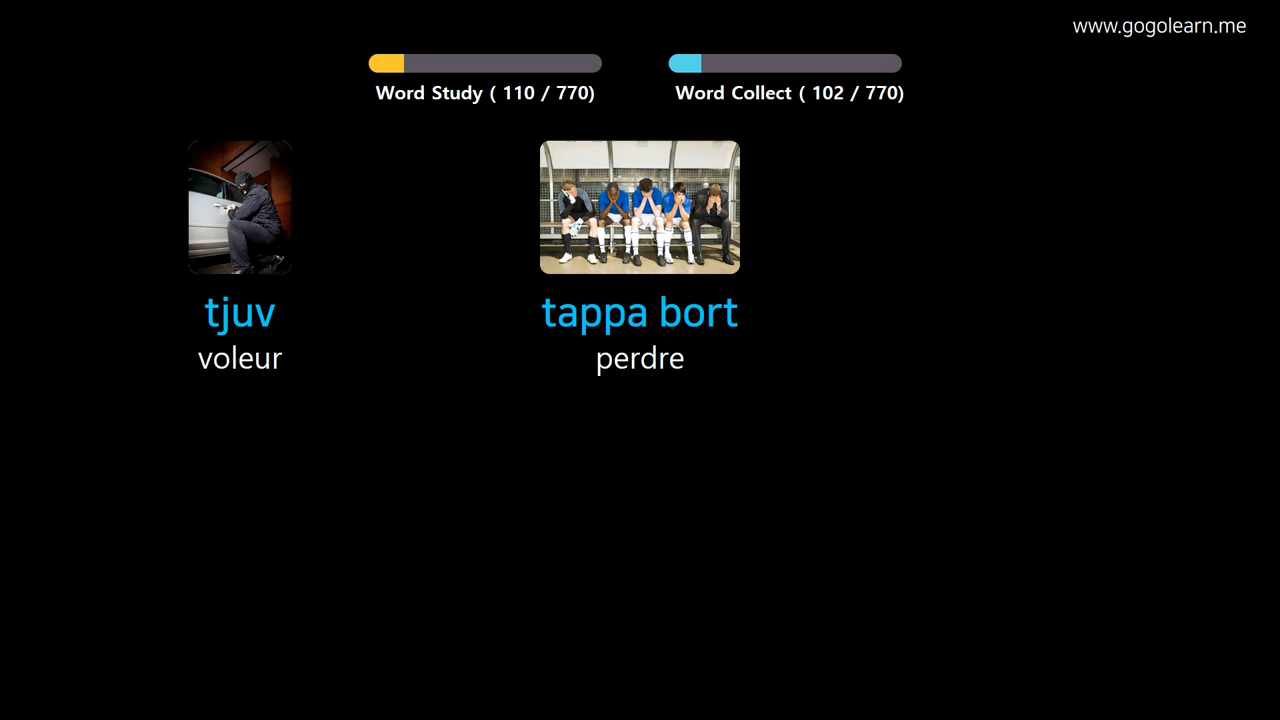 www.gogolearn.me
Word Study ( 110 / 770)
Word Collect ( 102 / 770)
tjuv
voleur
tappa bort
perdre